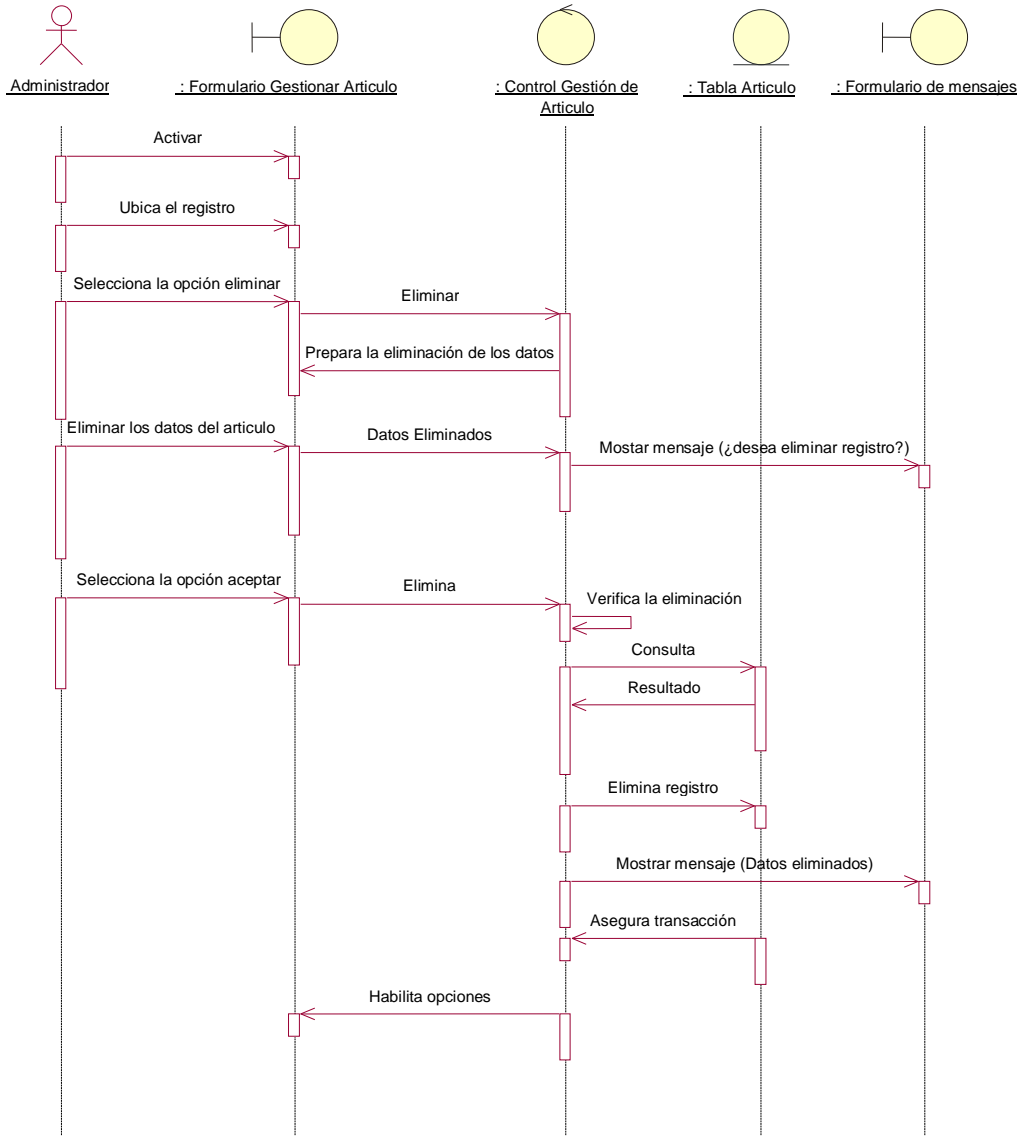 Administrador
: Formulario Gestionar Articulo
: Control Gestión de
Articulo
: Tabla Articulo
: Formulario de mensajes
Activar
Ubica el registro
Selecciona la opción eliminar
Eliminar
Prepara la eliminación de los datos
Eliminar los datos del articulo
Datos Eliminados
Mostar mensaje (¿desea eliminar registro?)
Selecciona la opción aceptar
Elimina
Verifica la eliminación
Consulta
Resultado
Elimina registro
Mostrar mensaje (Datos eliminados)
Asegura transacción
Habilita opciones